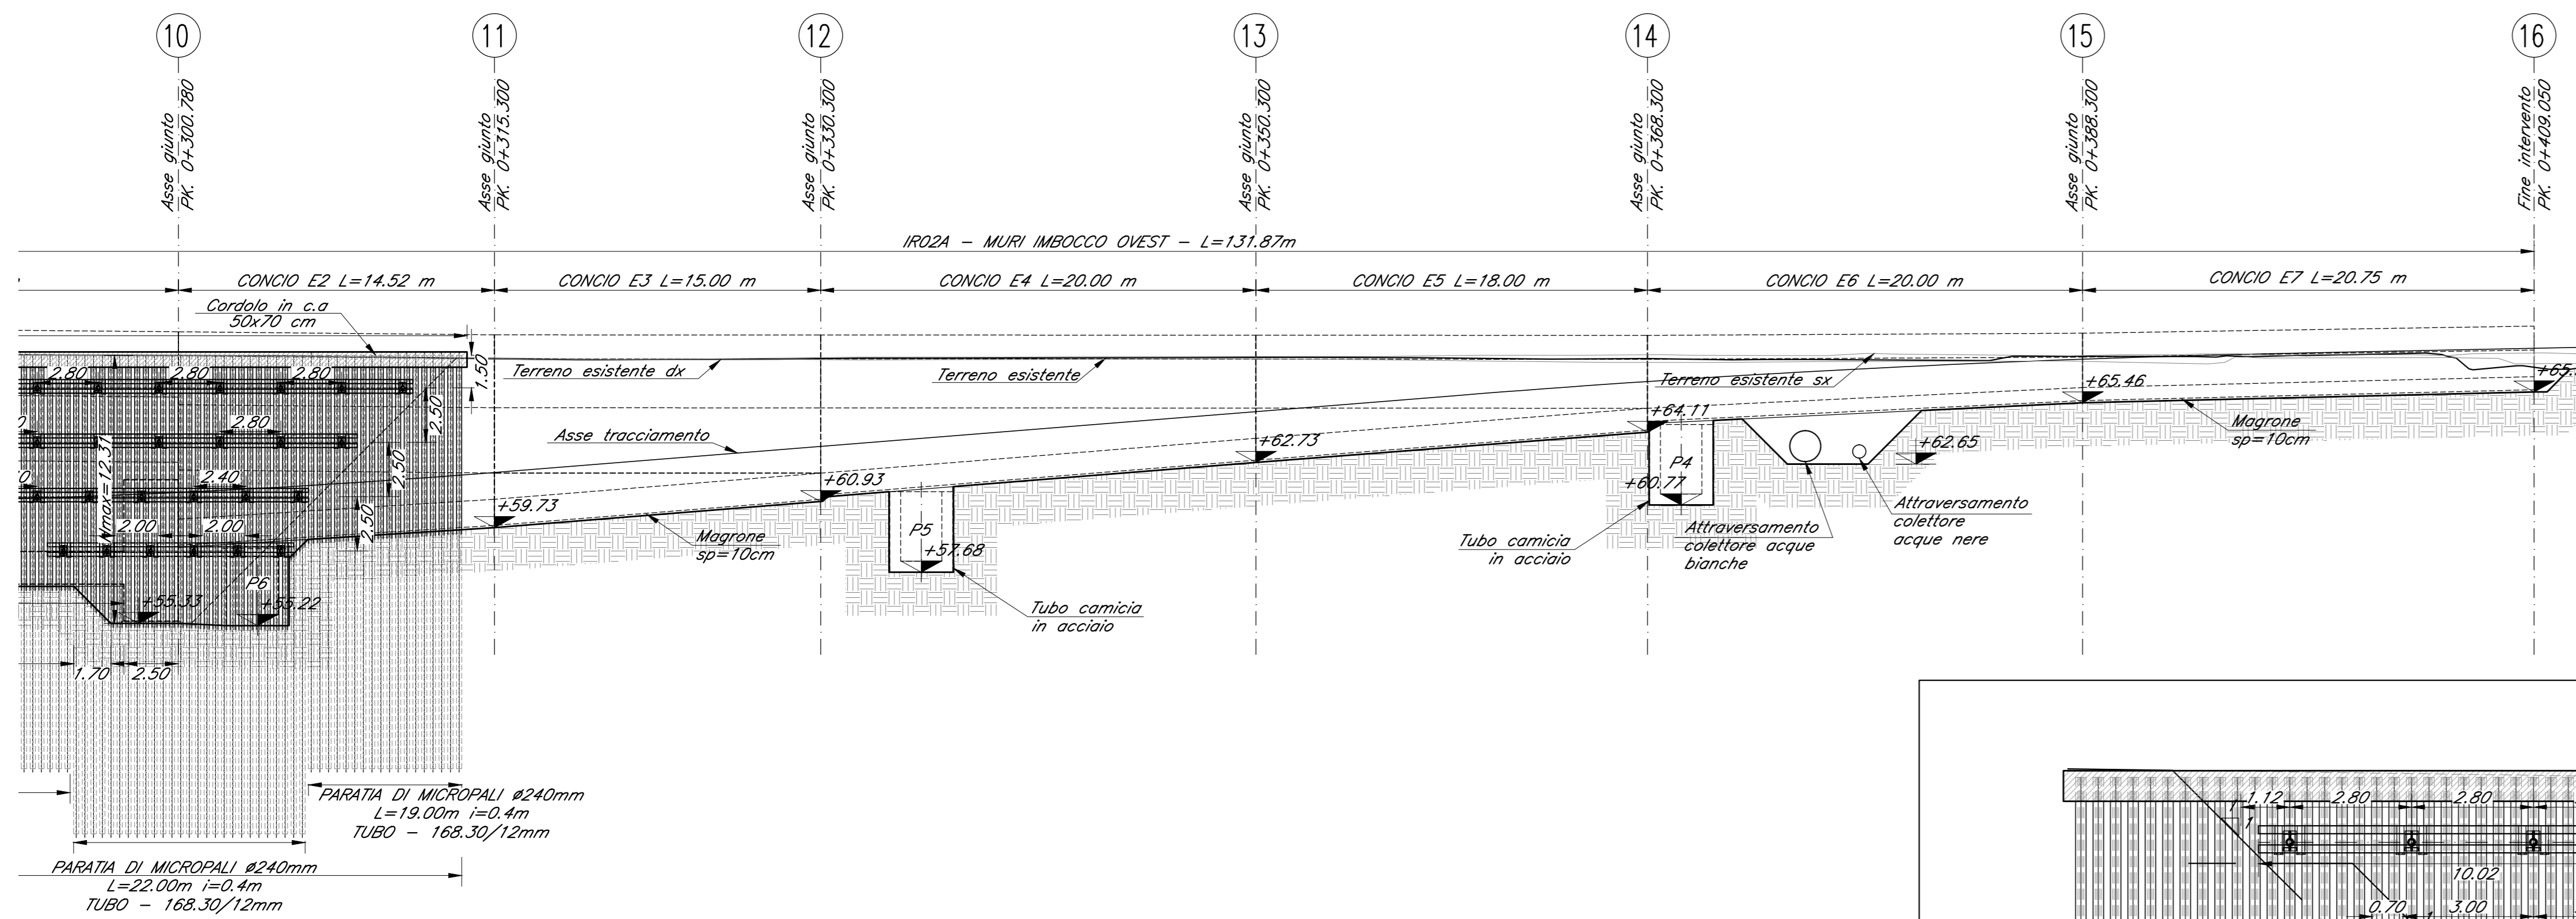 10
11
12
13
14
15
16
Asse giunto
PK. 0+300.780
Asse giunto
PK. 0+315.300
Asse giunto
PK. 0+330.300
Asse giunto
PK. 0+350.300
Asse giunto
PK. 0+368.300
Asse giunto
PK. 0+388.300
Fine intervento
PK. 0+409.050
IR02A - MURI IMBOCCO OVEST - L=131.87m
CONCIO E2 L=14.52 m
CONCIO E3 L=15.00 m
CONCIO E4 L=20.00 m
CONCIO E5 L=18.00 m
CONCIO E6 L=20.00 m
CONCIO E7 L=20.75 m
Cordolo in c.a
50x70 cm
1.50
2.80
2.80
2.80
Terreno esistente dx
Terreno esistente
Terreno esistente sx
2.50
2.80
Asse tracciamento
Hmax=12.31
2.50
2.40
2.50
2.00
2.00
+59.73
+60.93
+62.73
+64.11
+65.46
Magrone
sp=10cm
P5
+57.68
Tubo camicia
in acciaio
P4
+60.77
Tubo camicia
in acciaio
+62.65
Attraversamento
colettore acque
bianche
Attraversamento
colettore
acque nere
Magrone
sp=10cm
P6
+55.33
+55.22
1.70
2.50
PARATIA DI MICROPALI ø240mm
L=19.00m i=0.4m
TUBO - 168.30/12mm
PARATIA DI MICROPALI ø240mm
L=22.00m i=0.4m
TUBO - 168.30/12mm
1.12
2.80
2.80
1
1
10.02
0.70
3.00